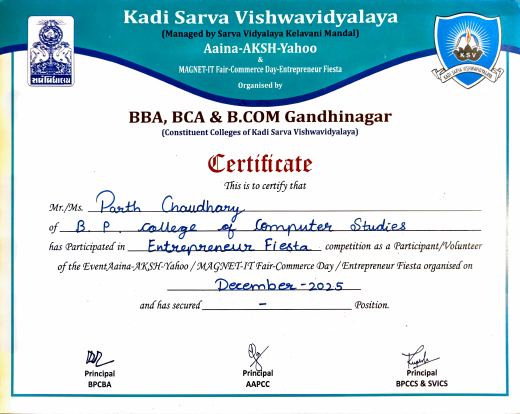 Kadi Sarva Vishwavidyalaya
(Managed by Sarva Vidyalaya Kelavani Mandal)
Aaina-AKSH-Yahoo
&
MAGNET-IT Fair-Commerce Day-Entrepreneur Fiesta
Organised by
KSV
KADI SARVA VISHWAVIDYALAYA
BBA, BCA & B.COM Gandhinagar
(Constituent Colleges of Kadi Sarva Vishwavidyalaya)
Certificate
This is to certify that
Mr./Ms. Parth Chaudhary
of B. P. College of Computer Studies
has Participated in Entrepreneur Fiesta competition as a Participant/Volunteer
of the Event Aaina-AKSH-Yahoo / MAGNET-IT Fair-Commerce Day / Entrepreneur Fiesta organised on
December - 2025
and has secured - Position.
Principal Principal Principal
BPCBA AAPCC BPCCS & SVICS